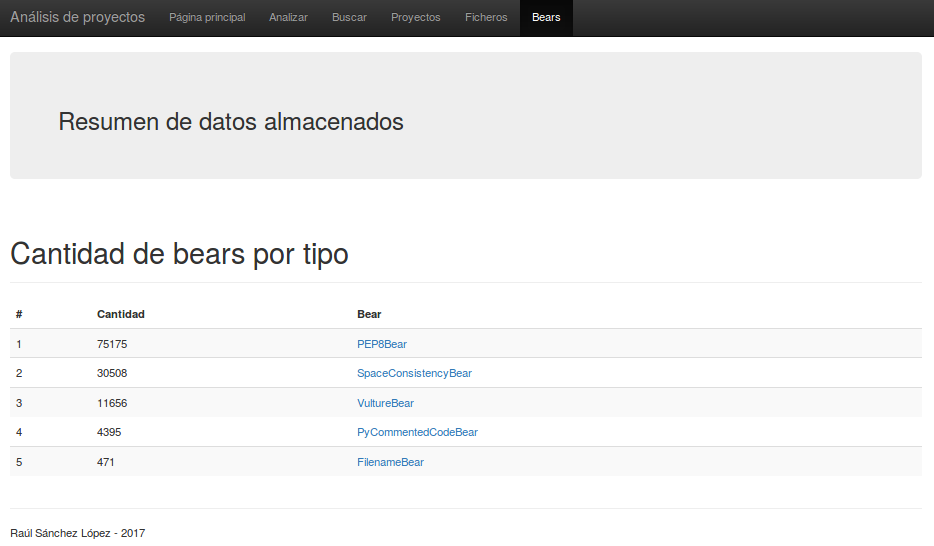 Análisis de proyectos Página principal Analizar Buscar Proyectos Ficheros Bears
Resumen de datos almacenados
Cantidad de bears por tipo
# Cantidad Bear
1 75175 PEP8Bear
2 30508 SpaceConsistencyBear
3 11656 VultureBear
4 4395 PyCommentedCodeBear
5 471 FilenameBear
Raúl Sánchez López - 2017